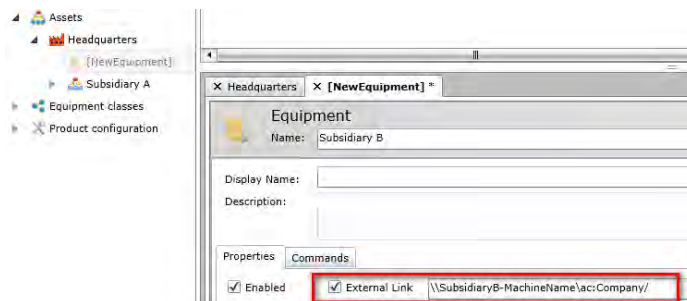 Assets
Headquarters
[NewEquipment]
Subsidiary A
Equipment classes
Product configuration
X Headquarters X [NewEquipment] *
Equipment
Name: Subsidiary B
Display Name:
Description:
Properties Commands
Enabled External Link \\SubsidiaryB-MachineName\ac:Company/